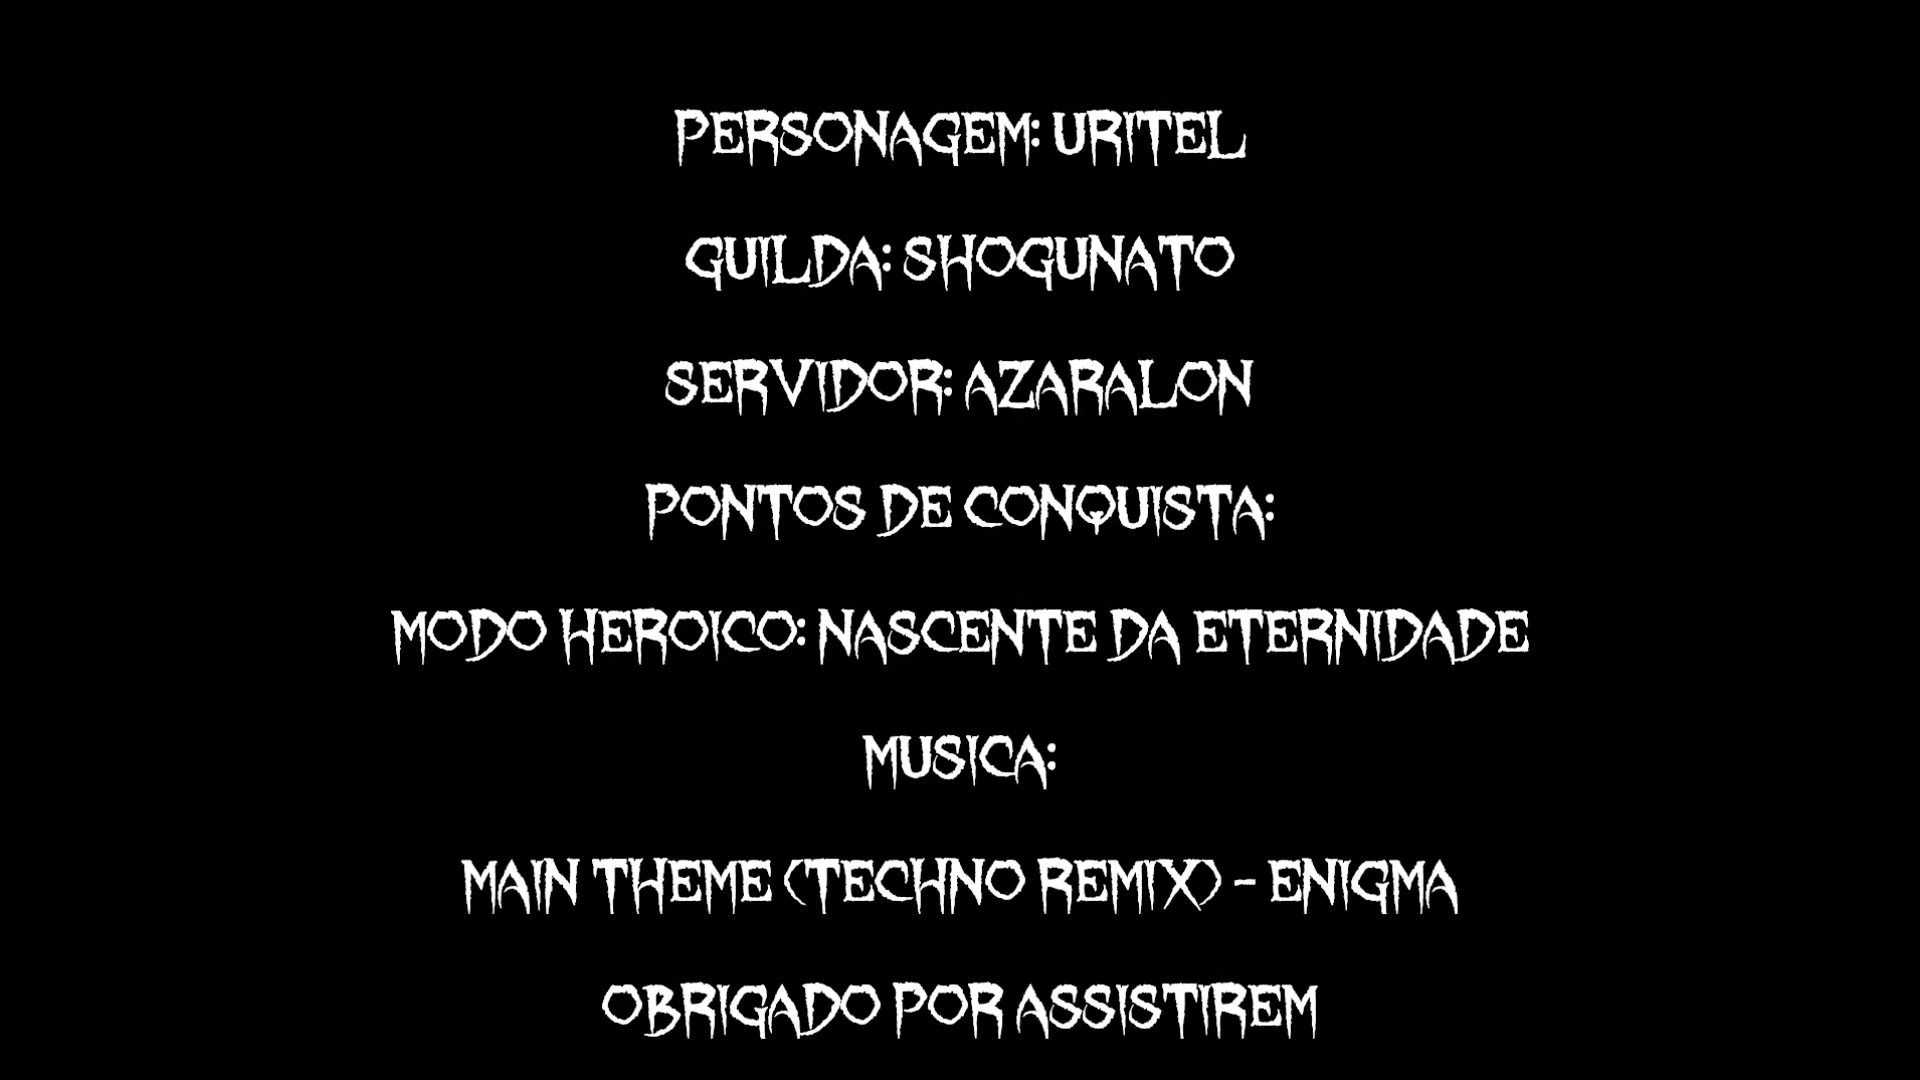 PERSONAGEM: URITEL
GUILDA: SHOGUNATO
SERVIDOR: AZARALON
PONTOS DE CONQUISTA:
MODO HEROICO: NASCENTE DA ETERNIDADE
MUSICA:
MAIN THEME (TECHNO REMIX) - ENIGMA
OBRIGADO POR ASSISTIREM